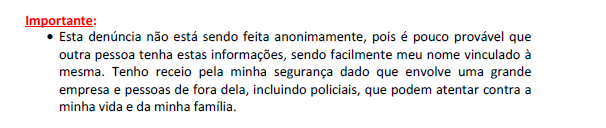 Importante:
• Esta denúncia não está sendo feita anonimamente, pois é pouco provável que
outra pessoa tenha estas informações, sendo facilmente meu nome vinculado à
mesma. Tenho receio pela minha segurança dado que envolve uma grande
empresa e pessoas de fora dela, incluindo policiais, que podem atentar contra a
minha vida e da minha família.